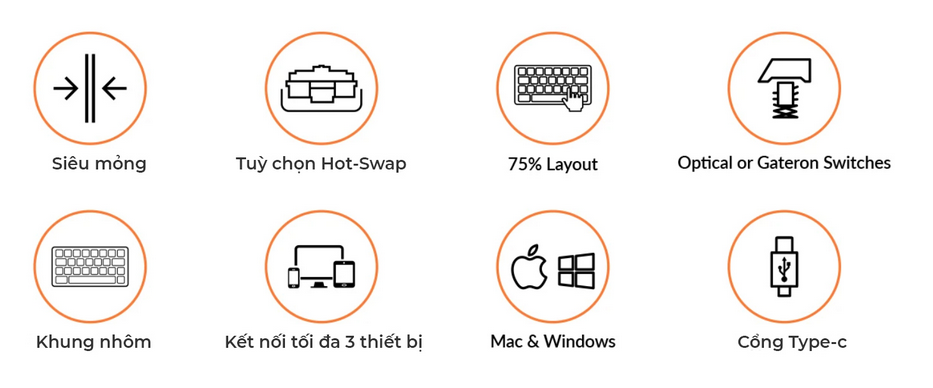 Siêu mỏng
Tuỳ chọn Hot-Swap
75% Layout
Optical or Gateron Switches
Khung nhôm
Kết nối tối đa 3 thiết bị
Mac & Windows
Cổng Type-c